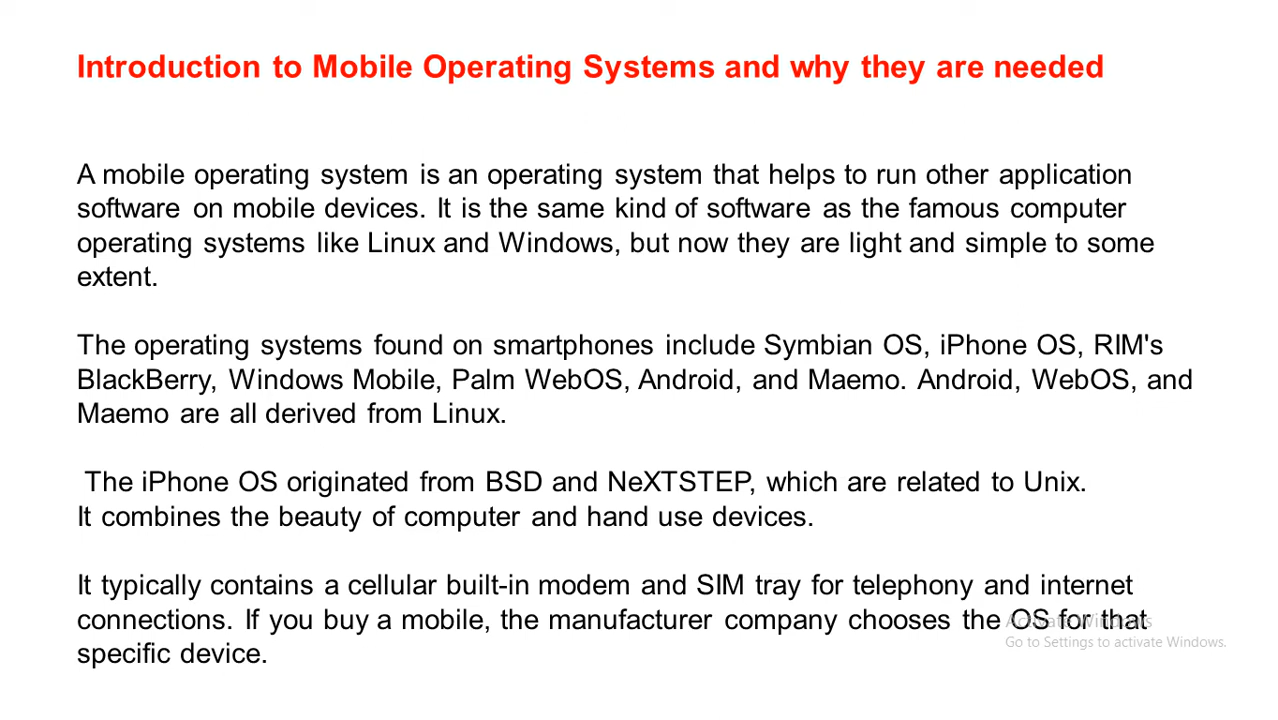 Introduction to Mobile Operating Systems and why they are needed
A mobile operating system is an operating system that helps to run other application
software on mobile devices. It is the same kind of software as the famous computer
operating systems like Linux and Windows, but now they are light and simple to some
extent.
The operating systems found on smartphones include Symbian OS, iPhone OS, RIM's
BlackBerry, Windows Mobile, Palm WebOS, Android, and Maemo. Android, WebOS, and
Maemo are all derived from Linux.
The iPhone OS originated from BSD and NeXTSTEP, which are related to Unix.
It combines the beauty of computer and hand use devices.
It typically contains a cellular built-in modem and SIM tray for telephony and internet
connections. If you buy a mobile, the manufacturer company chooses the OS for that
specific device.
Activate Windows
Go to Settings to activate Windows.